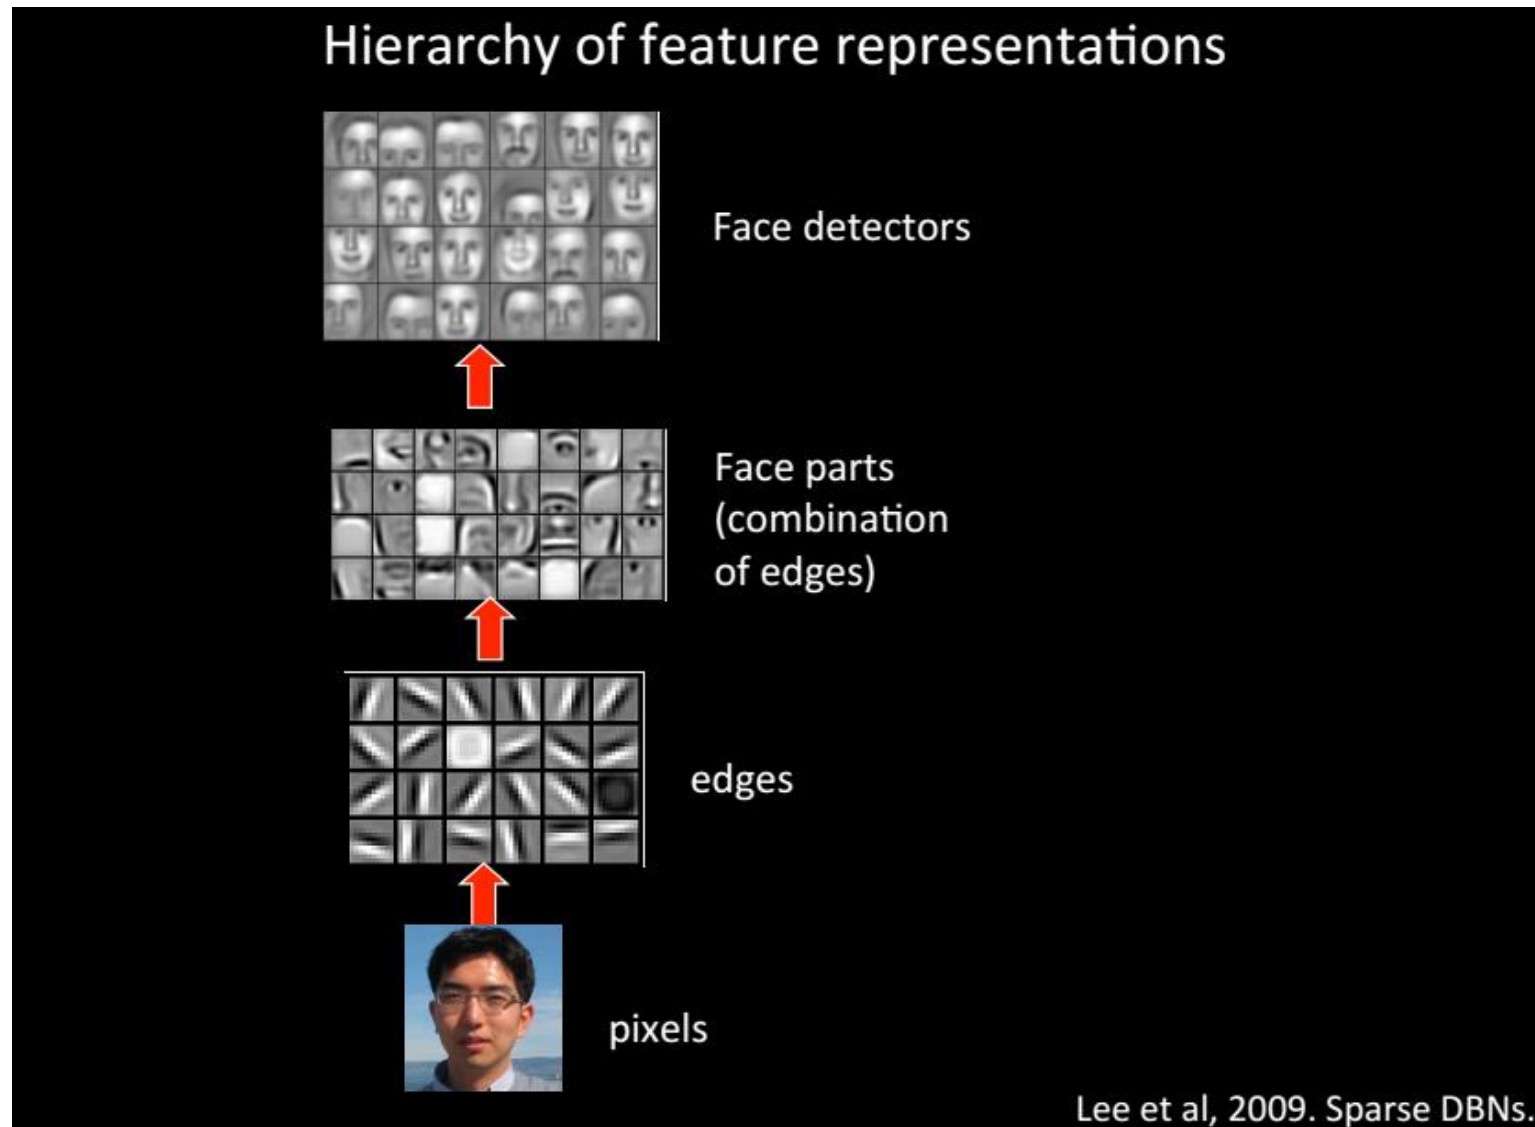 Hierarchy of feature representations
Face detectors
Face parts
(combination
of edges)
edges
pixels
Lee et al, 2009. Sparse DBNs.